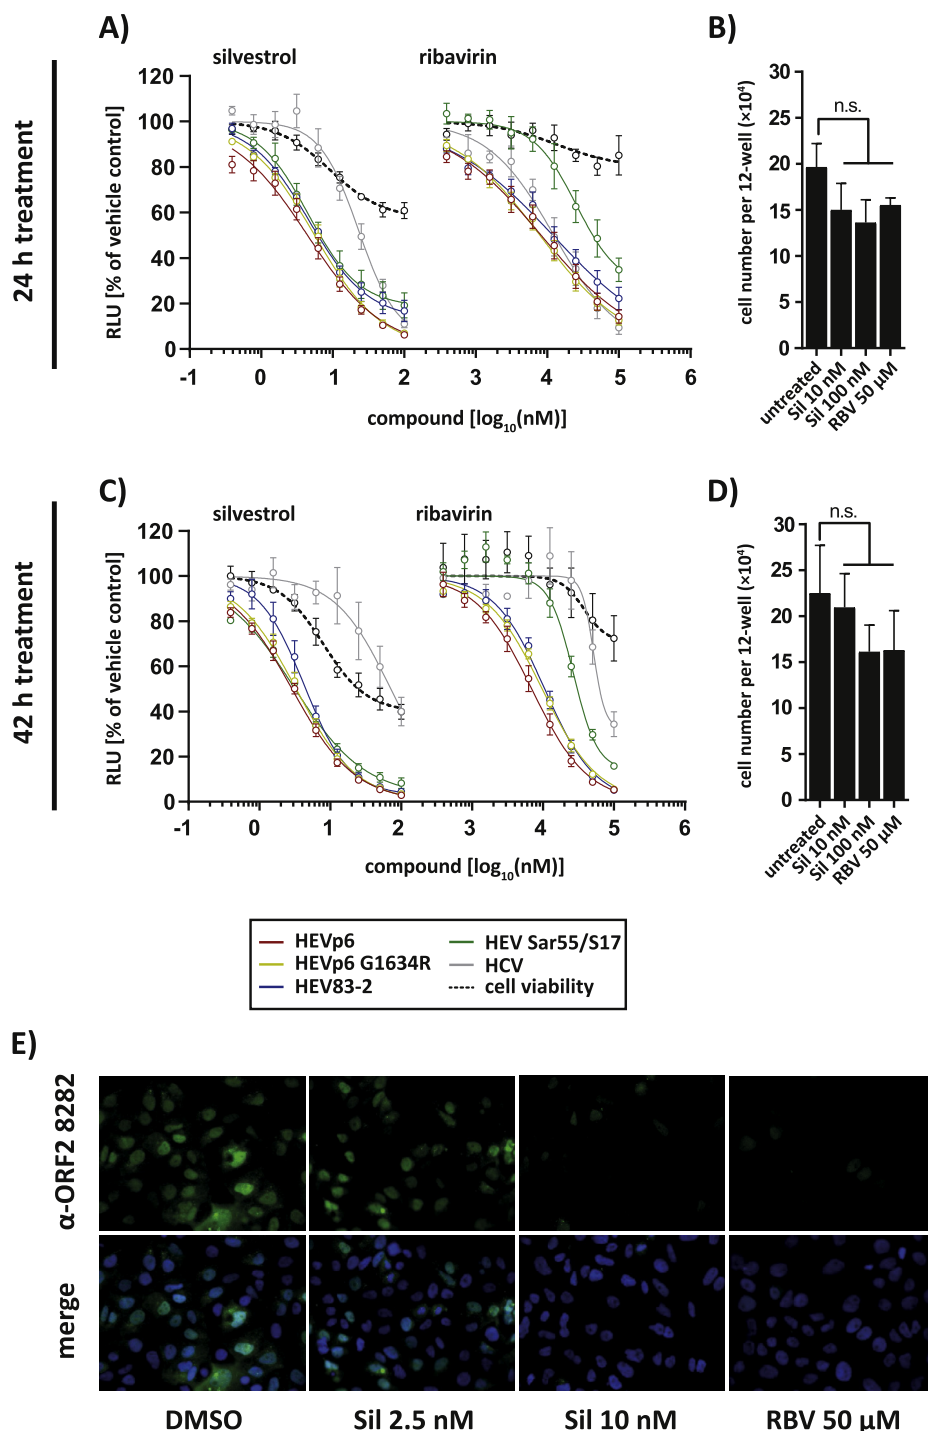 A)
B)
silvestrol
ribavirin
24 h treatment
RLU [% of vehicle control]
120
100
80
60
40
20
0
-1
0
1
2
3
4
5
6
compound [log10(nM)]
cell number per 12-well (×10⁴)
30
25
20
15
10
5
0
n.s.
untreated
Sil 10 nM
Sil 100 nM
RBV 50 µM
C)
D)
silvestrol
ribavirin
42 h treatment
RLU [% of vehicle control]
120
100
80
60
40
20
0
-1
0
1
2
3
4
5
6
compound [log10(nM)]
cell number per 12-well (×10⁴)
30
25
20
15
10
5
0
n.s.
untreated
Sil 10 nM
Sil 100 nM
RBV 50 µM
HEVp6
HEVp6 G1634R
HEV83-2
HEV Sar55/S17
HCV
cell viability
E)
α-ORF2 8282
merge
DMSO
Sil 2.5 nM
Sil 10 nM
RBV 50 µM